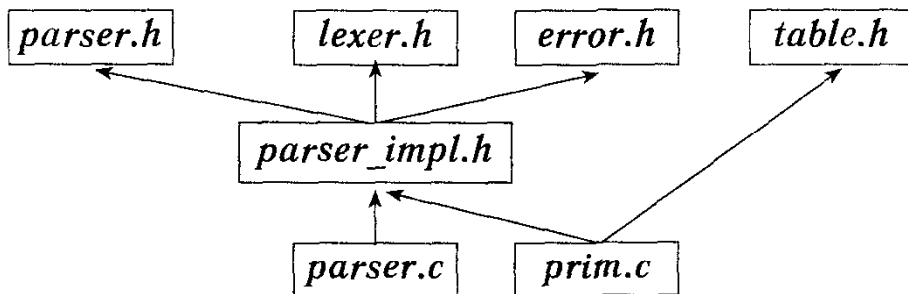 parser.h lexer.h error.h table.h
parser_impl.h
parser.c prim.c